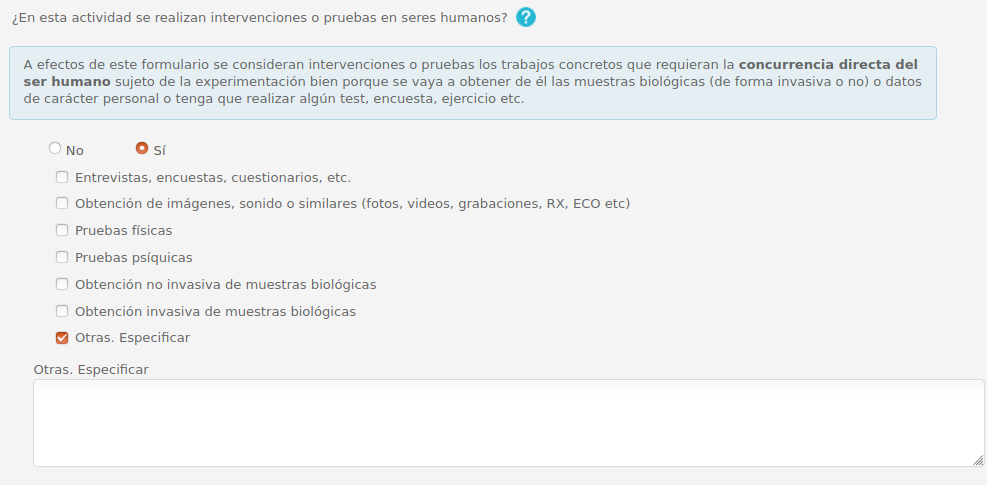 ¿En esta actividad se realizan intervenciones o pruebas en seres humanos? ?
A efectos de este formulario se consideran intervenciones o pruebas los trabajos concretos que requieran la concurrencia directa del
ser humano sujeto de la experimentación bien porque se vaya a obtener de él las muestras biológicas (de forma invasiva o no) o datos
de carácter personal o tenga que realizar algún test, encuesta, ejercicio etc.
No Sí
Entrevistas, encuestas, cuestionarios, etc.
Obtención de imágenes, sonido o similares (fotos, videos, grabaciones, RX, ECO etc)
Pruebas físicas
Pruebas psíquicas
Obtención no invasiva de muestras biológicas
Obtención invasiva de muestras biológicas
Otras. Especificar
Otras. Especificar